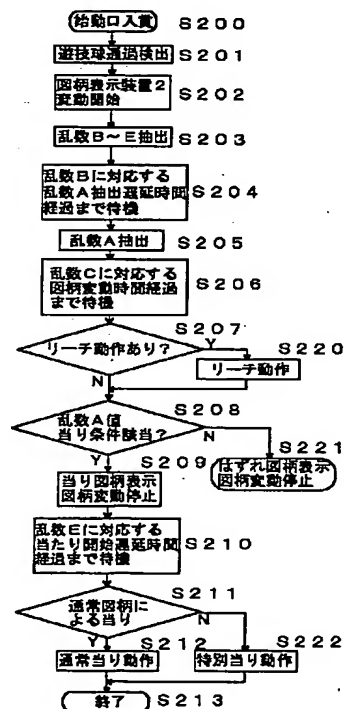 始動口入賞 S200
遊技球通過検出 S201
図柄表示装置2
変動開始 S202
乱数B~E抽出 S203
乱数Bに対応する
乱数A抽出遅延時間
経過まで待機 S204
乱数A抽出 S205
乱数Cに対応する
図柄変動時間経過
まで待機 S206
S207
リーチ動作あり? Y S220
N リーチ動作
S208
乱数A値
当り条件該当? N
Y S209 S221
当り図柄表示
図柄変動停止
はずれ図柄表示
図柄変動停止
乱数Eに対応する
当たり開始遅延時間
経過まで待機 S210
S211
通常図柄に
よる当り N
Y S212 S222
通常当り動作 特別当り動作
終了 S213